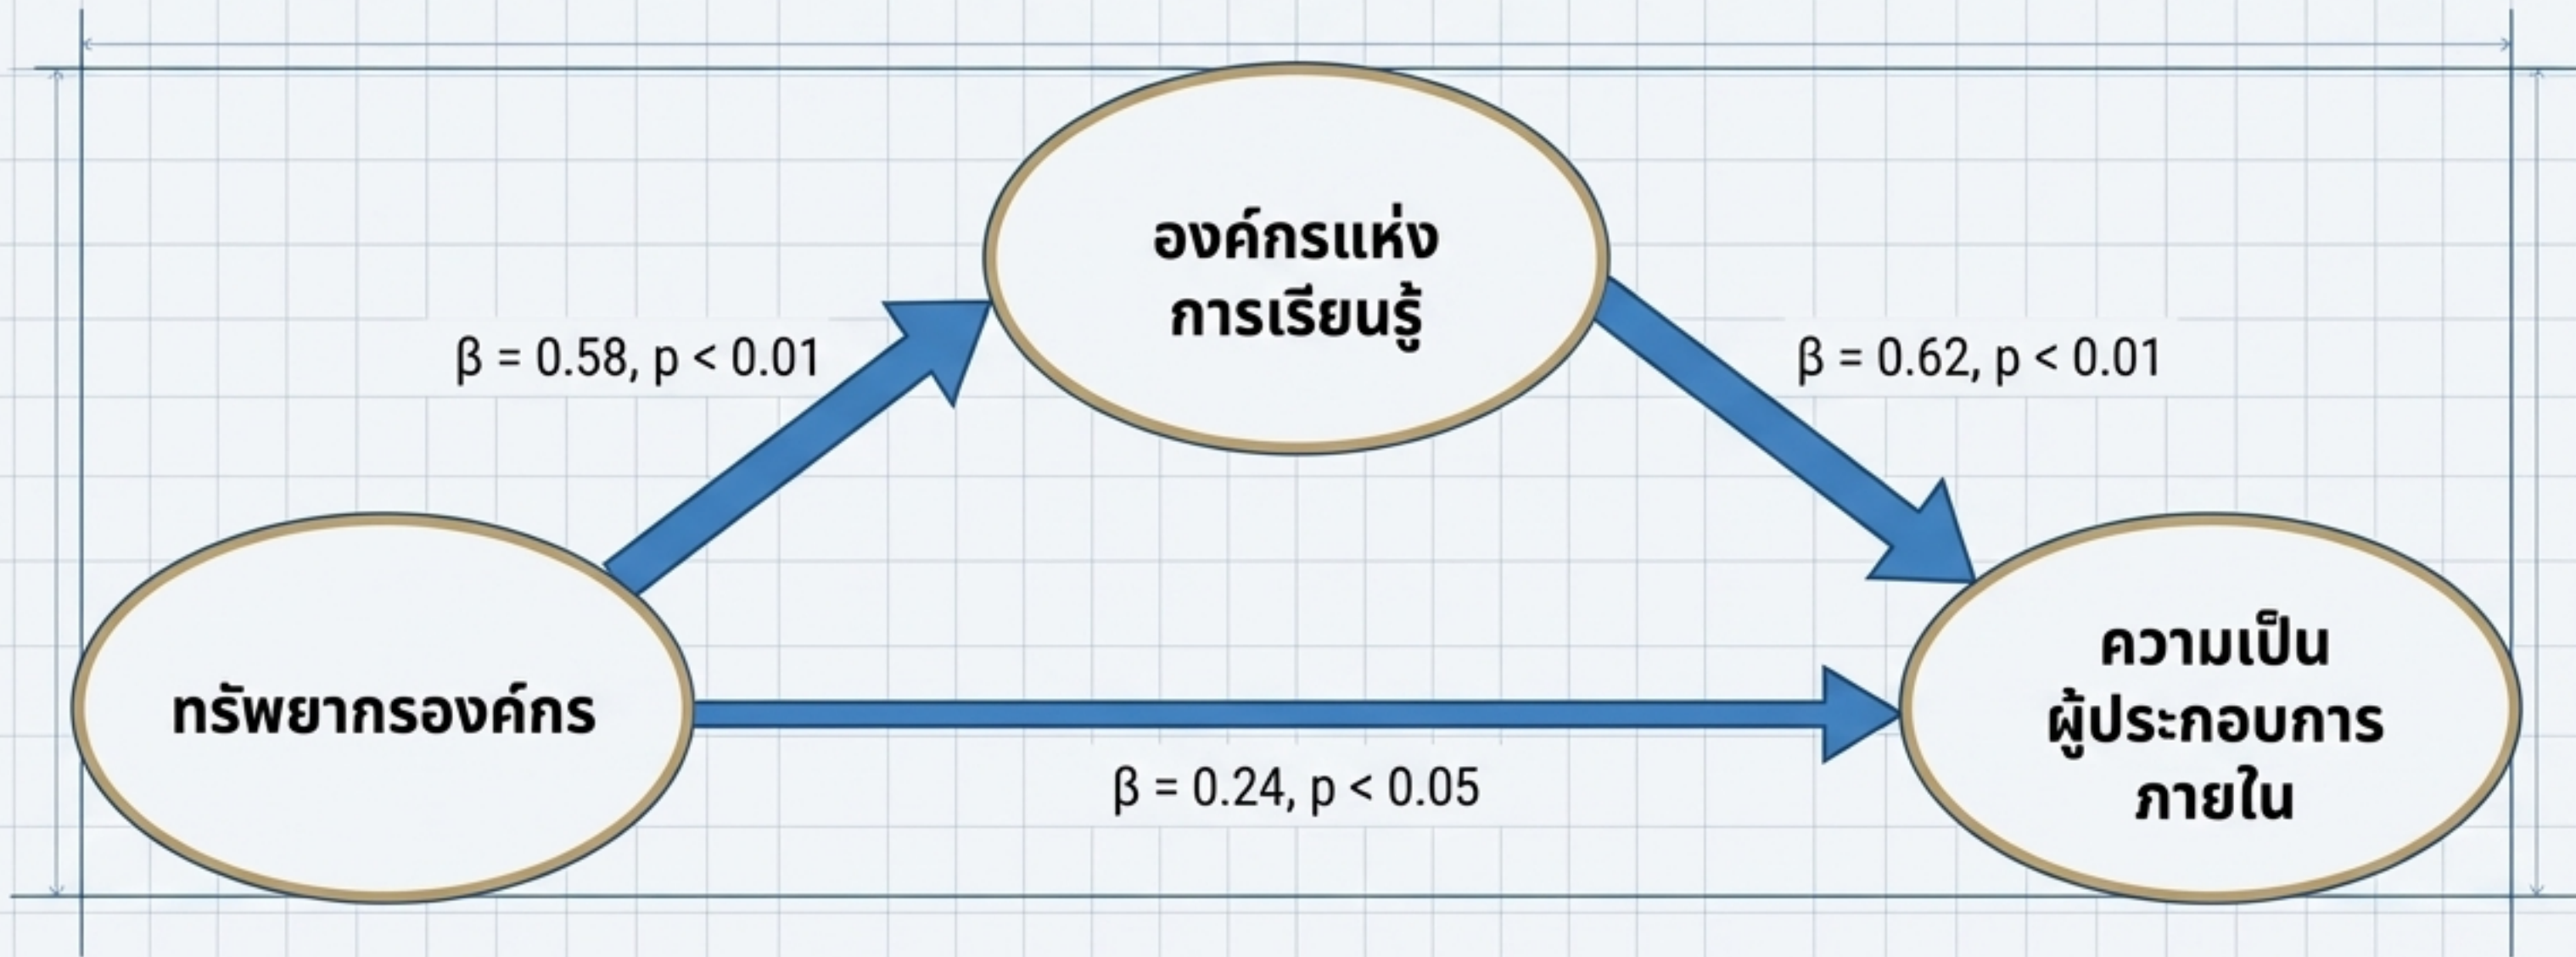 องค์กรแห่ง
การเรียนรู้
β = 0.58, p < 0.01
β = 0.62, p < 0.01
ทรัพยากรองค์กร
ความเป็น
ผู้ประกอบการ
ภายใน
β = 0.24, p < 0.05